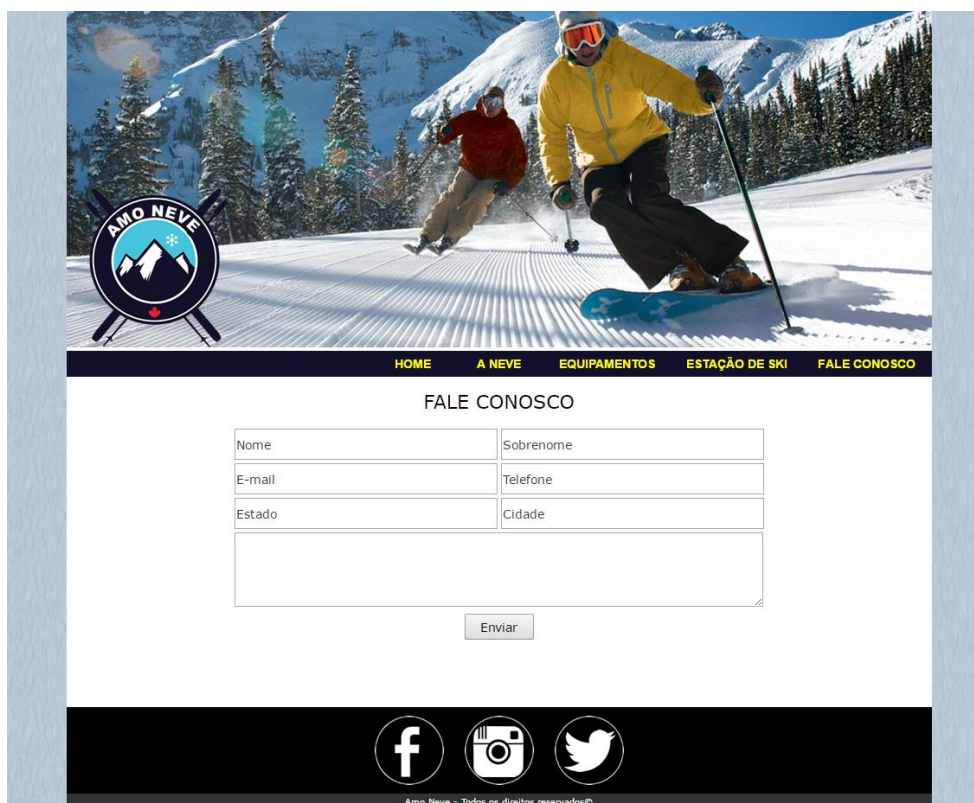 AMO NEVE
HOME A NEVE EQUIPAMENTOS ESTAÇÃO DE SKI FALE CONOSCO
FALE CONOSCO
Nome Sobrenome
E-mail Telefone
Estado Cidade
Enviar
Amo Neve - Todos os direitos reservados©